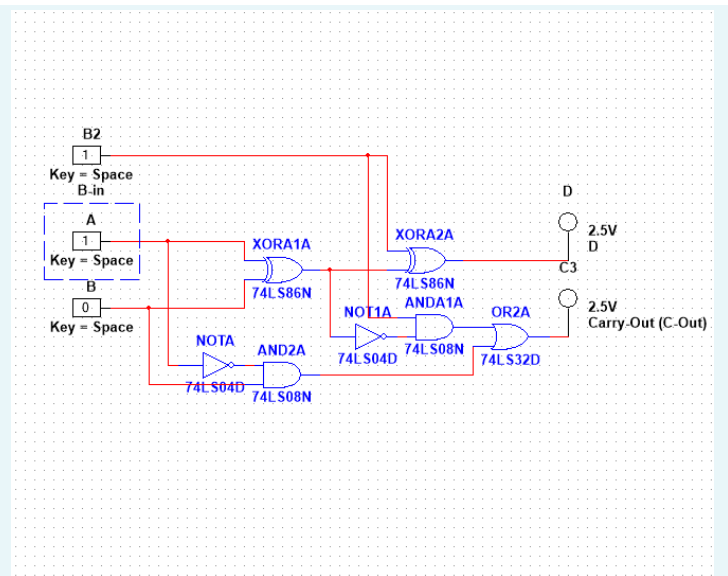 B2
1
Key = Space
B-in
A
1
Key = Space
B
0
Key = Space
XORA1A
74LS86N
XORA2A
74LS86N
D
2.5V
D
C3
2.5V
Carry-Out (C-Out)
NOT1A
74LS04D
ANDA1A
74LS08N
OR2A
74LS32D
NOTA
74LS04D
AND2A
74LS08N